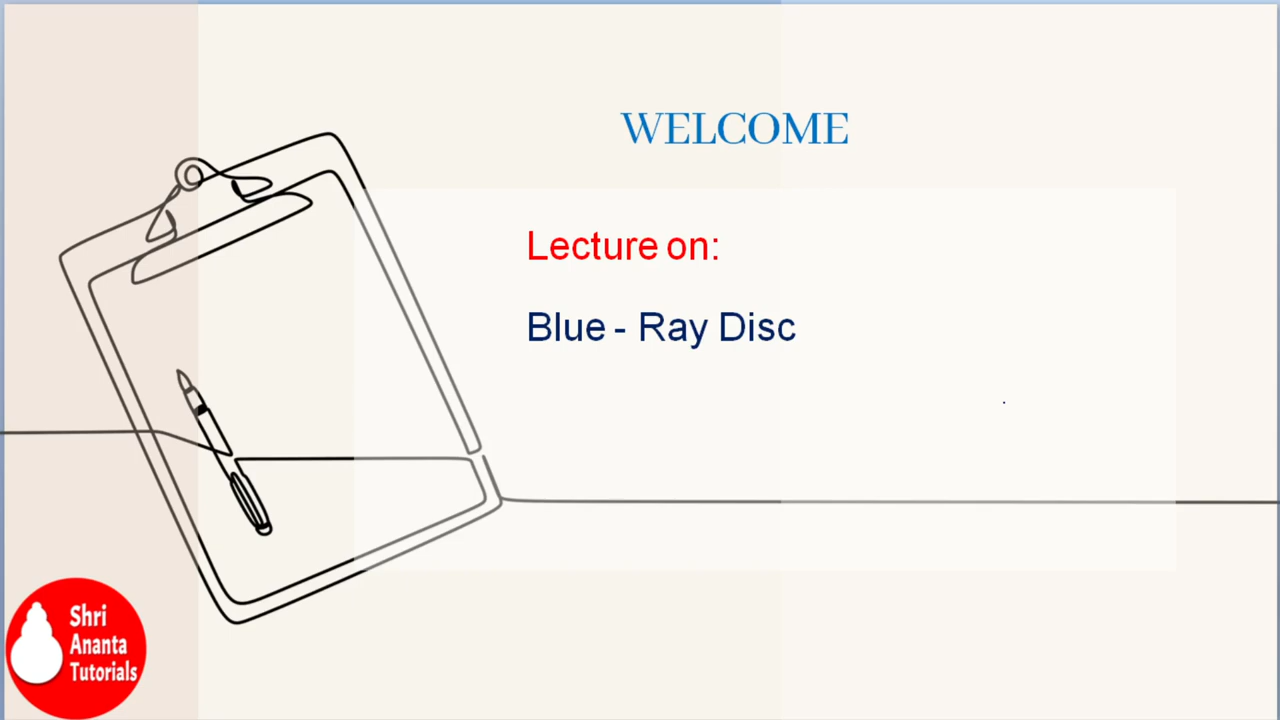 WELCOME
Lecture on:
Blue - Ray Disc
Shri
Ananta
Tutorials